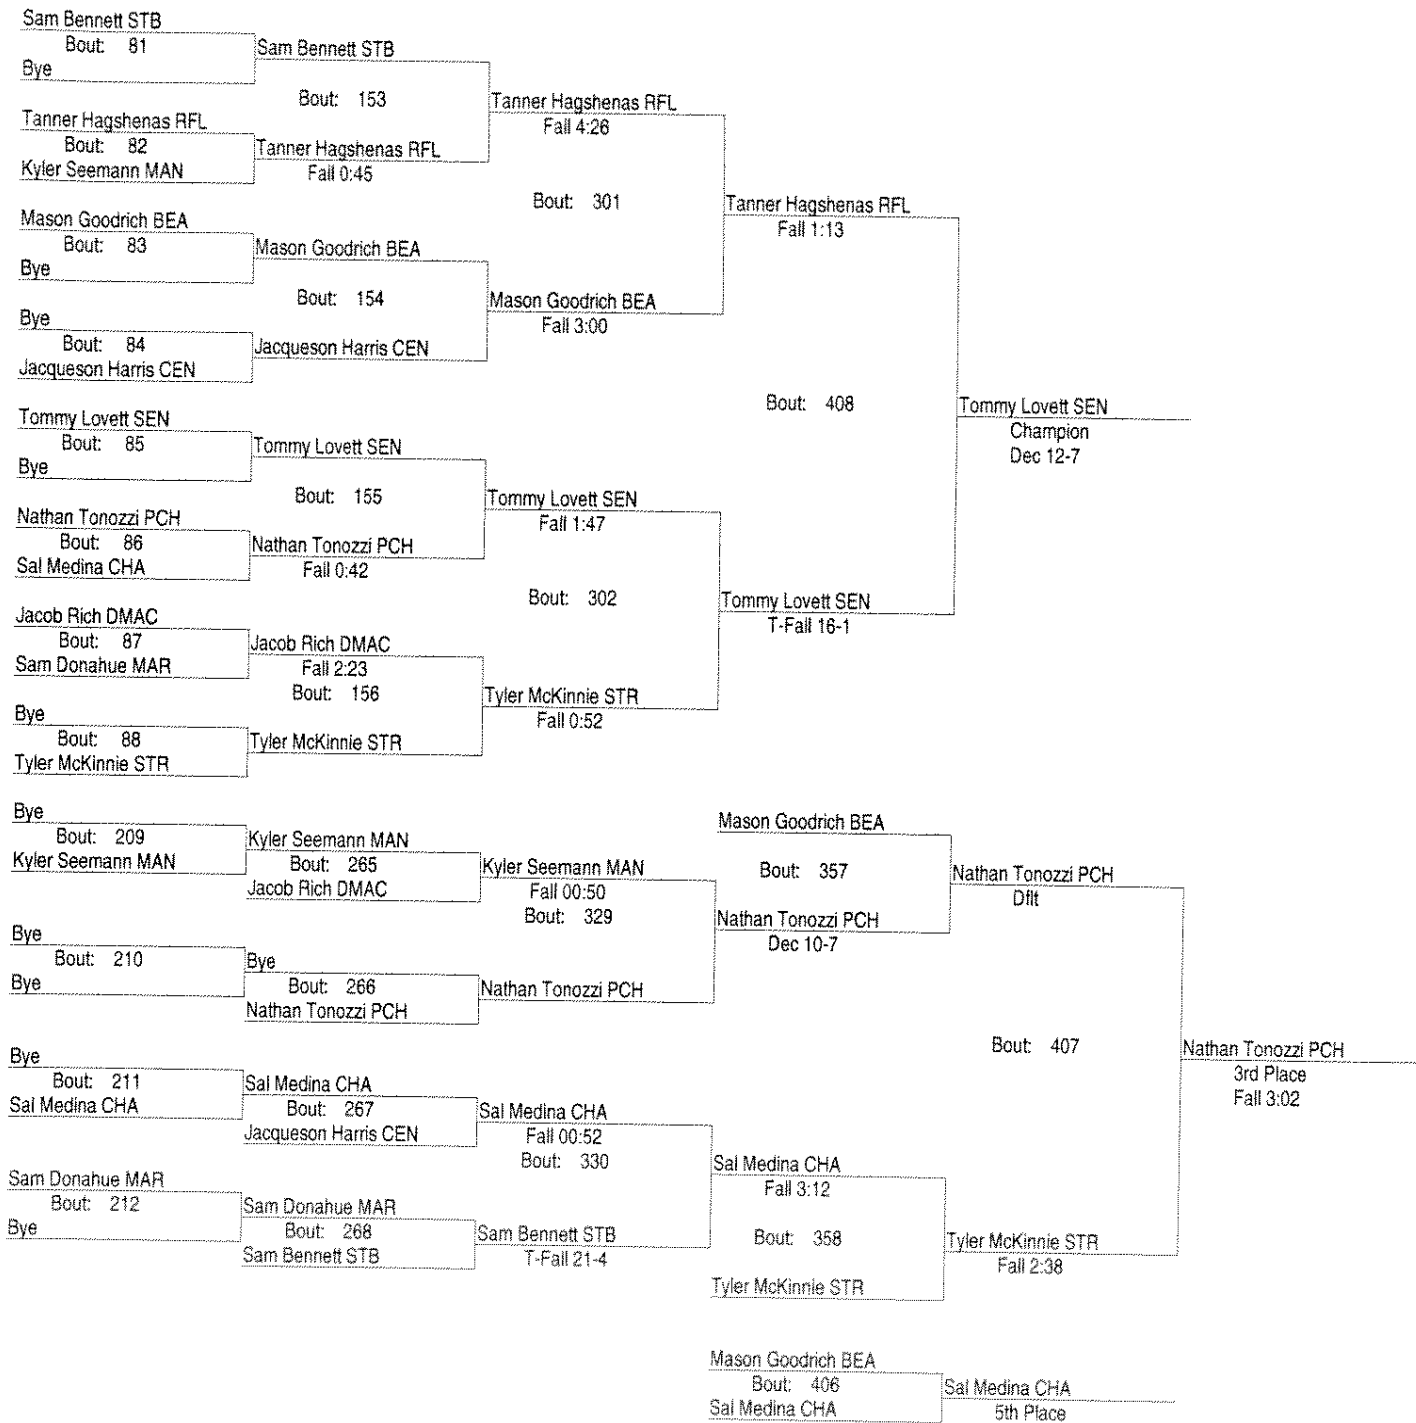 Sam Bennett STB
Bout: 81
Bye
Sam Bennett STB
Bout: 153
Tanner Hagshenas RFL
Bout: 82
Kyler Seemann MAN
Tanner Hagshenas RFL
Fall 0:45
Tanner Hagshenas RFL
Fall 4:26
Bout: 301
Mason Goodrich BEA
Bout: 83
Bye
Mason Goodrich BEA
Bout: 154
Bye
Bout: 84
Jacqueson Harris CEN
Jacqueson Harris CEN
Mason Goodrich BEA
Fall 3:00
Tanner Hagshenas RFL
Fall 1:13
Bout: 408
Tommy Lovett SEN
Bout: 85
Bye
Tommy Lovett SEN
Bout: 155
Nathan Tonozzi PCH
Bout: 86
Sal Medina CHA
Nathan Tonozzi PCH
Fall 0:42
Tommy Lovett SEN
Fall 1:47
Bout: 302
Jacob Rich DMAC
Bout: 87
Sam Donahue MAR
Jacob Rich DMAC
Fall 2:23
Bout: 156
Bye
Bout: 88
Tyler McKinnie STR
Tyler McKinnie STR
Tyler McKinnie STR
Fall 0:52
Tommy Lovett SEN
T-Fall 16-1
Tommy Lovett SEN
Champion
Dec 12-7
Bye
Bout: 209
Kyler Seemann MAN
Kyler Seemann MAN
Bout: 265
Jacob Rich DMAC
Kyler Seemann MAN
Fall 00:50
Bout: 329
Bye
Bout: 210
Bye
Bye
Bout: 266
Nathan Tonozzi PCH
Nathan Tonozzi PCH
Mason Goodrich BEA
Bout: 357
Nathan Tonozzi PCH
Dec 10-7
Nathan Tonozzi PCH
Dflt
Bout: 407
Bye
Bout: 211
Sal Medina CHA
Sal Medina CHA
Bout: 267
Jacqueson Harris CEN
Sal Medina CHA
Fall 00:52
Bout: 330
Sam Donahue MAR
Bout: 212
Bye
Sam Donahue MAR
Bout: 268
Sam Bennett STB
Sam Bennett STB
T-Fall 21-4
Sal Medina CHA
Fall 3:12
Bout: 358
Tyler McKinnie STR
Tyler McKinnie STR
Fall 2:38
Nathan Tonozzi PCH
3rd Place
Fall 3:02
Mason Goodrich BEA
Bout: 406
Sal Medina CHA
Sal Medina CHA
5th Place